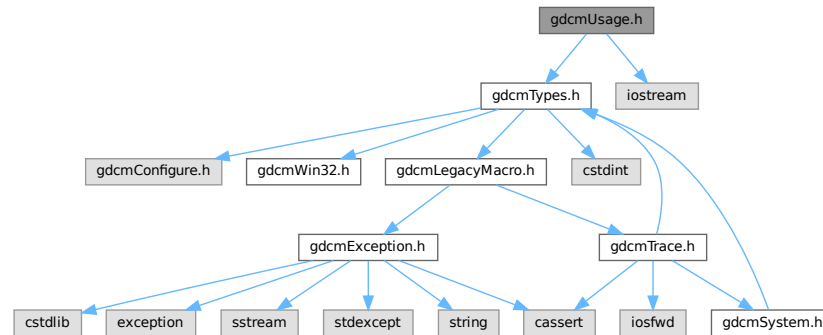 gdcmUsage.h
gdcmTypes.h
iostream
gdcmConfigure.h
gdcmWin32.h
gdcmLegacyMacro.h
cstdint
gdcmException.h
gdcmTrace.h
cstdlib
exception
sstream
stdexcept
string
cassert
iosfwd
gdcmSystem.h